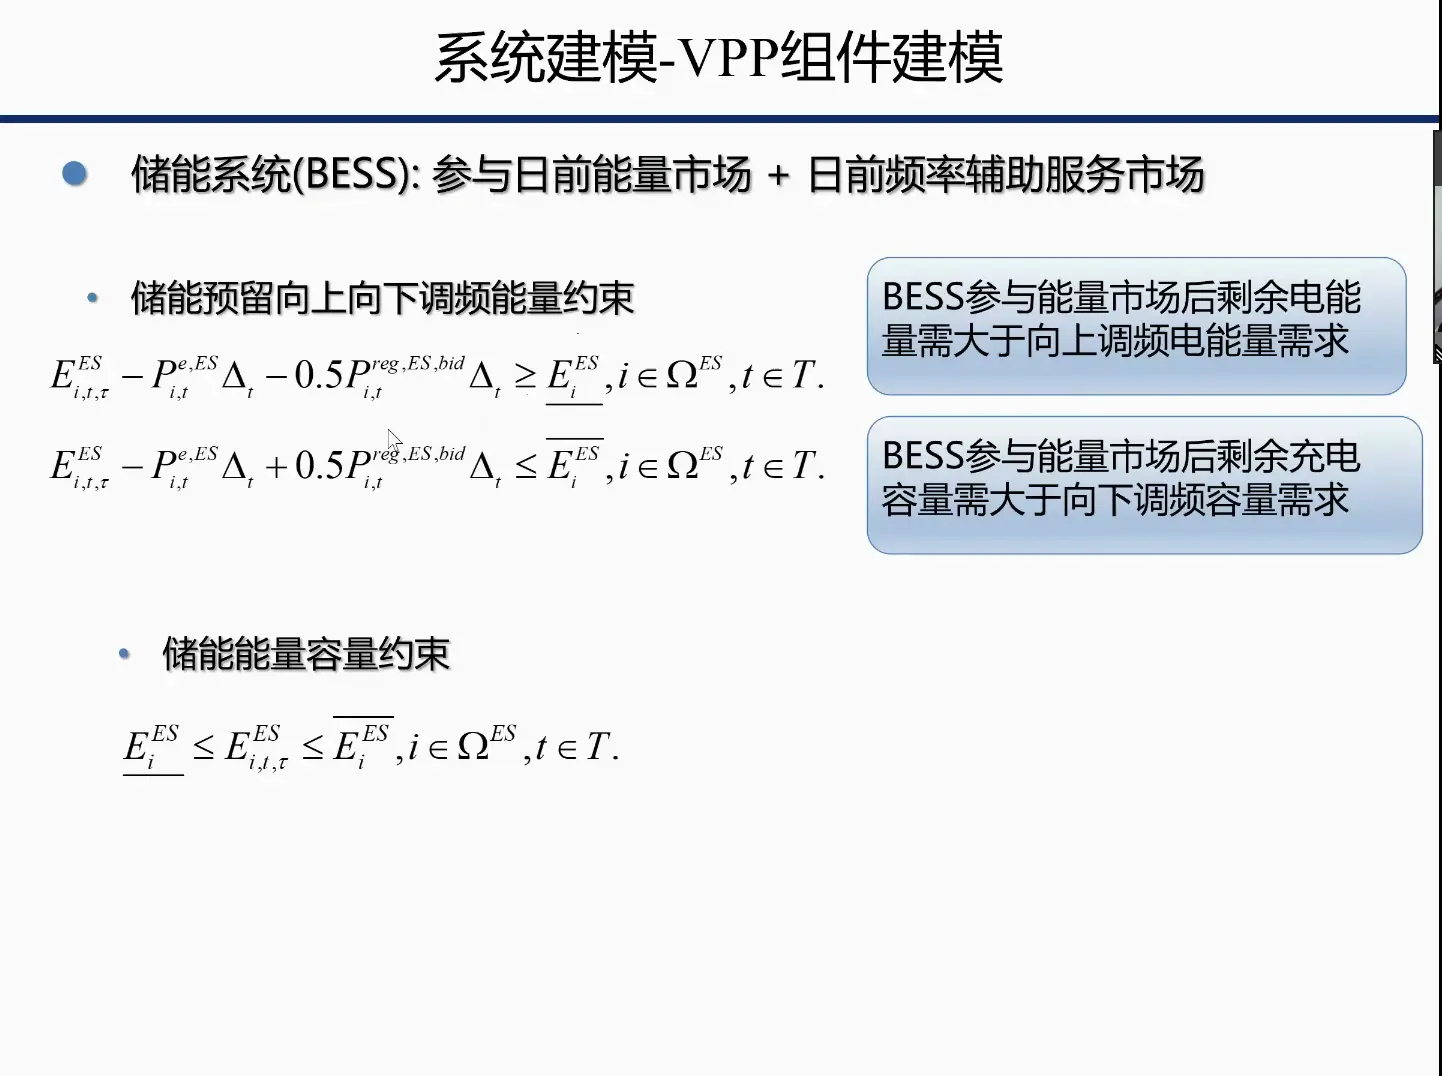 系统建模-VPP组件建模
储能系统(BESS): 参与日前能量市场 + 日前频率辅助服务市场
储能预留向上向下调频能量约束
BESS参与能量市场后剩余电能
量需大于向上调频电能量需求
$E_{i,t,\tau}^{ES} - P_{i,t}^{e,ES}\Delta_t - 0.5P_{i,t}^{reg,ES,bid}\Delta_t \geq \underline{E_i^{ES}}, i \in \Omega^{ES}, t \in T.$
$E_{i,t,\tau}^{ES} - P_{i,t}^{e,ES}\Delta_t + 0.5P_{i,t}^{reg,ES,bid}\Delta_t \leq \overline{E_i^{ES}}, i \in \Omega^{ES}, t \in T.$
BESS参与能量市场后剩余充电
容量需大于向下调频容量需求
储能能量容量约束
$\underline{E_i^{ES}} \leq E_{i,t,\tau}^{ES} \leq \overline{E_i^{ES}}, i \in \Omega^{ES}, t \in T.$